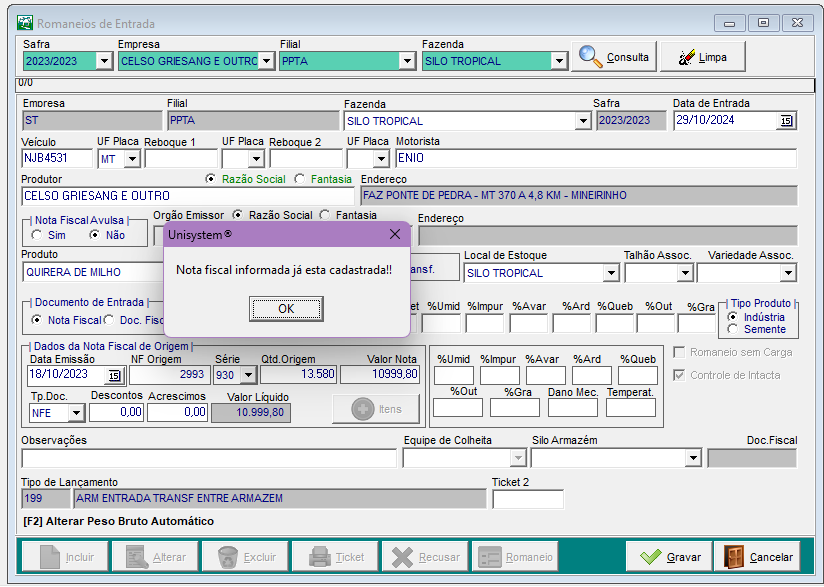 Romaneios de Entrada
Safra Empresa Filial Fazenda
2023/2023 CELSO GRIESANG E OUTRO PPTA SILO TROPICAL Consulta Limpa
0/0
Empresa Filial Fazenda Safra Data de Entrada
ST PPTA SILO TROPICAL 2023/2023 29/10/2024 15
Veículo UF Placa Reboque 1 UF Placa Reboque 2 UF Placa Motorista
NJB4531 MT ENIO
Produtor Razão Social Fantasia Endereço
CELSO GRIESANG E OUTRO FAZ PONTE DE PEDRA - MT 370 A 4,8 KM - MINEIRINHO
Nota Fiscal Avulsa Orgão Emissor Razão Social Fantasia Endereço
Sim Não
Unisystem®
Nota fiscal informada já esta cadastrada!!
OK
Produto ansf. Local de Estoque Talhão Assoc. Variedade Assoc.
QUIRERA DE MILHO SILO TROPICAL
Documento de Entrada et %Umid %Impur %Avar %Ard %Queb %Out %Gra Tipo Produto
Nota Fiscal Doc. Fisc Indústria
Semente
Dados da Nota Fiscal de Origem
Data Emissão NF Origem Série Qtd.Origem Valor Nota %Umid %Impur %Avar %Ard %Queb Romaneio sem Carga
18/10/2023 15 2993 930 13.580 10999,80 Controle de Intacta
Tp.Doc. Descontos Acrescimos Valor Líquido %Out %Gra Dano Mec. Temperat.
NFE 0,00 0,00 10.999,80 Itens
Observações Equipe de Colheita Silo Armazém Doc.Fiscal
Tipo de Lançamento Ticket 2
199 ARM ENTRADA TRANSF ENTRE ARMAZEM
[F2] Alterar Peso Bruto Automático
Incluir Alterar Excluir Ticket Recusar Romaneio Gravar Cancelar